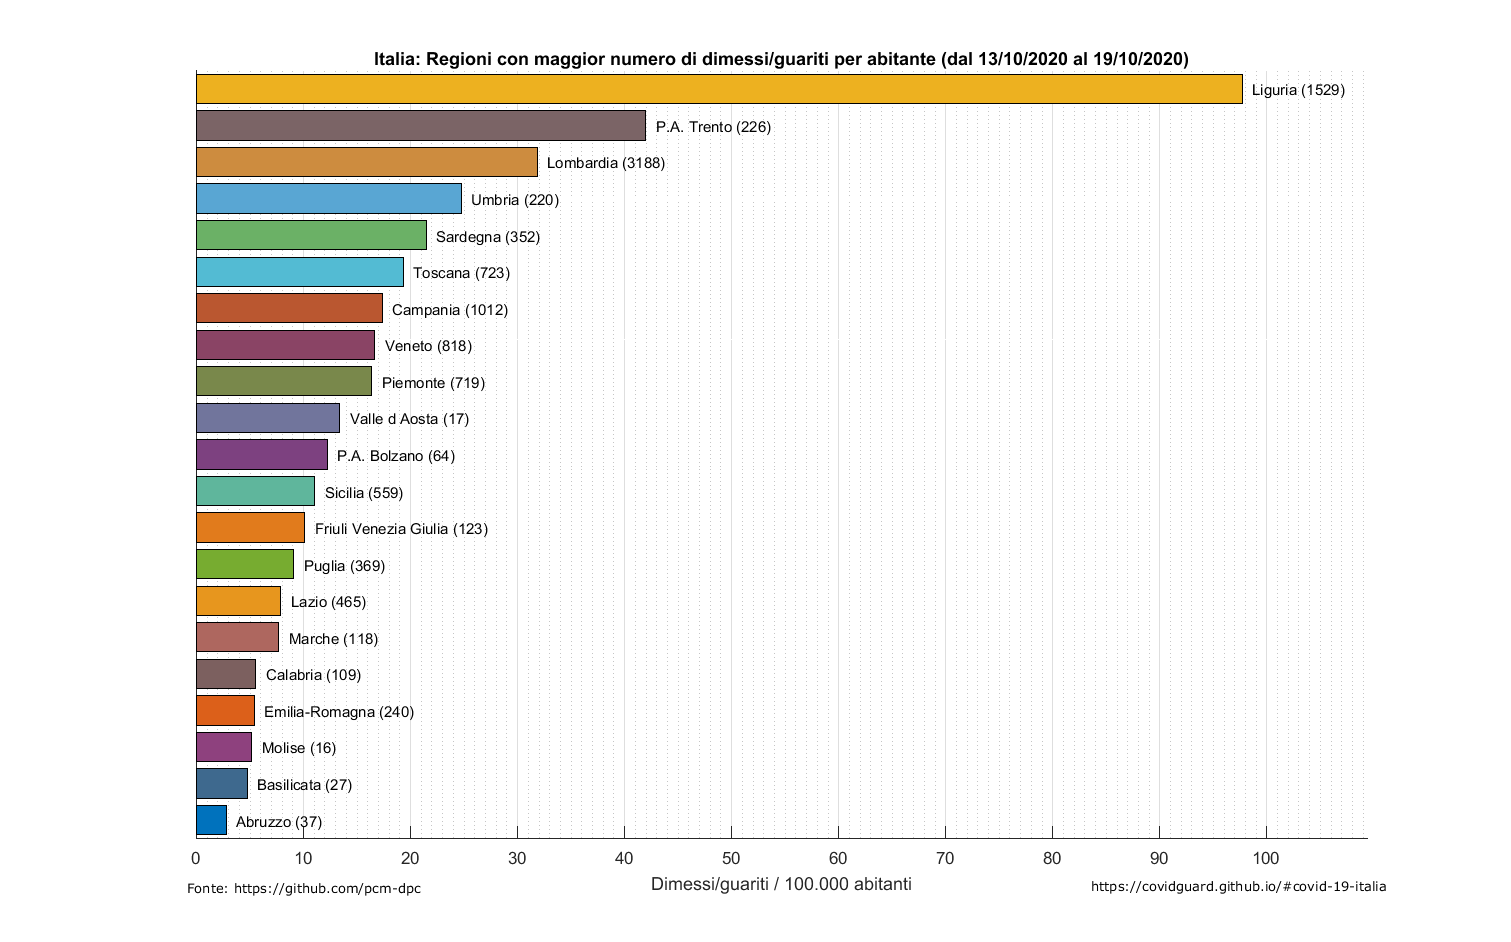 Italia: Regioni con maggior numero di dimessi/guariti per abitante (dal 13/10/2020 al 19/10/2020)
Liguria (1529)
P.A. Trento (226)
Lombardia (3188)
Umbria (220)
Sardegna (352)
Toscana (723)
Campania (1012)
Veneto (818)
Piemonte (719)
Valle d Aosta (17)
P.A. Bolzano (64)
Sicilia (559)
Friuli Venezia Giulia (123)
Puglia (369)
Lazio (465)
Marche (118)
Calabria (109)
Emilia-Romagna (240)
Molise (16)
Basilicata (27)
Abruzzo (37)
0 10 20 30 40 50 60 70 80 90 100
Dimessi/guariti / 100.000 abitanti
Fonte: https://github.com/pcm-dpc
https://covidguard.github.io/#covid-19-italia